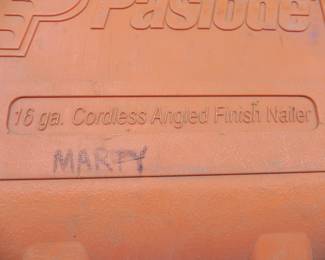 Paslode
16 ga. Cordless Angled Finish Nailer
MARTY